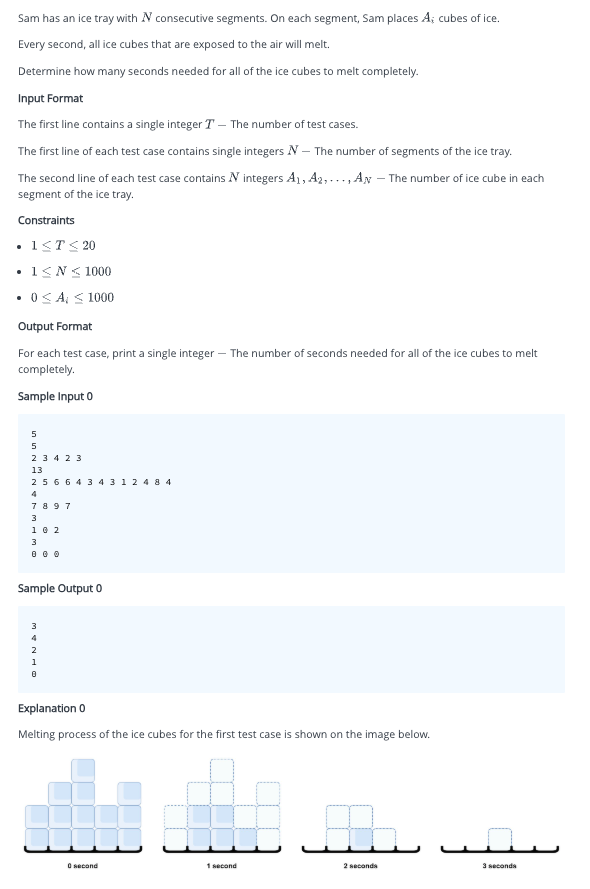 Sam has an ice tray with N consecutive segments. On each segment, Sam places A_i cubes of ice.
Every second, all ice cubes that are exposed to the air will melt.
Determine how many seconds needed for all of the ice cubes to melt completely.
Input Format
The first line contains a single integer T — The number of test cases.
The first line of each test case contains single integers N — The number of segments of the ice tray.
The second line of each test case contains N integers A_1, A_2, . . . , A_N — The number of ice cube in each
segment of the ice tray.
Constraints
• 1 ≤ T ≤ 20
• 1 ≤ N ≤ 1000
• 0 ≤ A_i ≤ 1000
Output Format
For each test case, print a single integer — The number of seconds needed for all of the ice cubes to melt
completely.
Sample Input 0
5
5
2 3 4 2 3
13
2 5 6 6 4 3 4 3 1 2 4 8 4
4
7 8 9 7
3
1 0 2
3
0 0 0
Sample Output 0
3
4
2
1
0
Explanation 0
Melting process of the ice cubes for the first test case is shown on the image below.
0 second 1 second 2 seconds 3 seconds